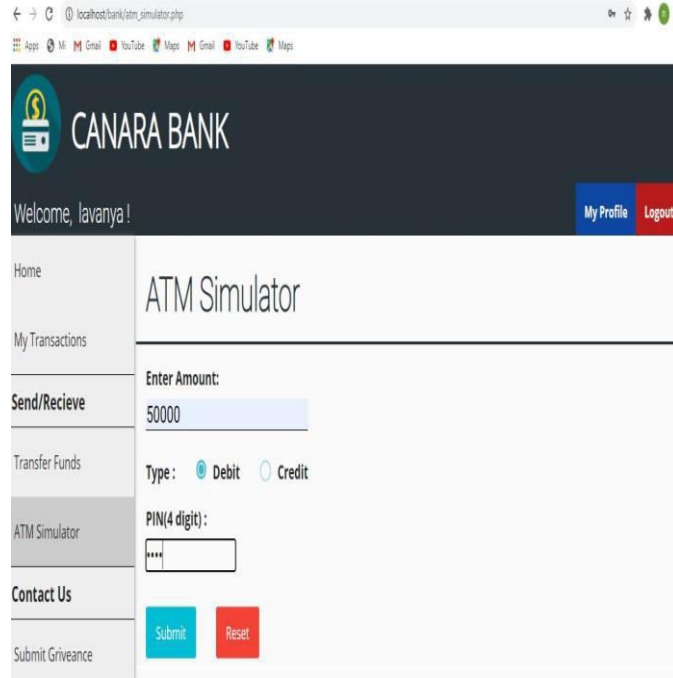 localhost/bank/atm_simulator.php
Apps Mi Gmail YouTube Maps Gmail YouTube Maps
CANARA BANK
Welcome, lavanya !
My Profile Logout
Home
My Transactions
Send/Recieve
Transfer Funds
ATM Simulator
Contact Us
Submit Griveance
ATM Simulator
Enter Amount:
50000
Type : Debit Credit
PIN(4 digit) :
••••
Submit Reset